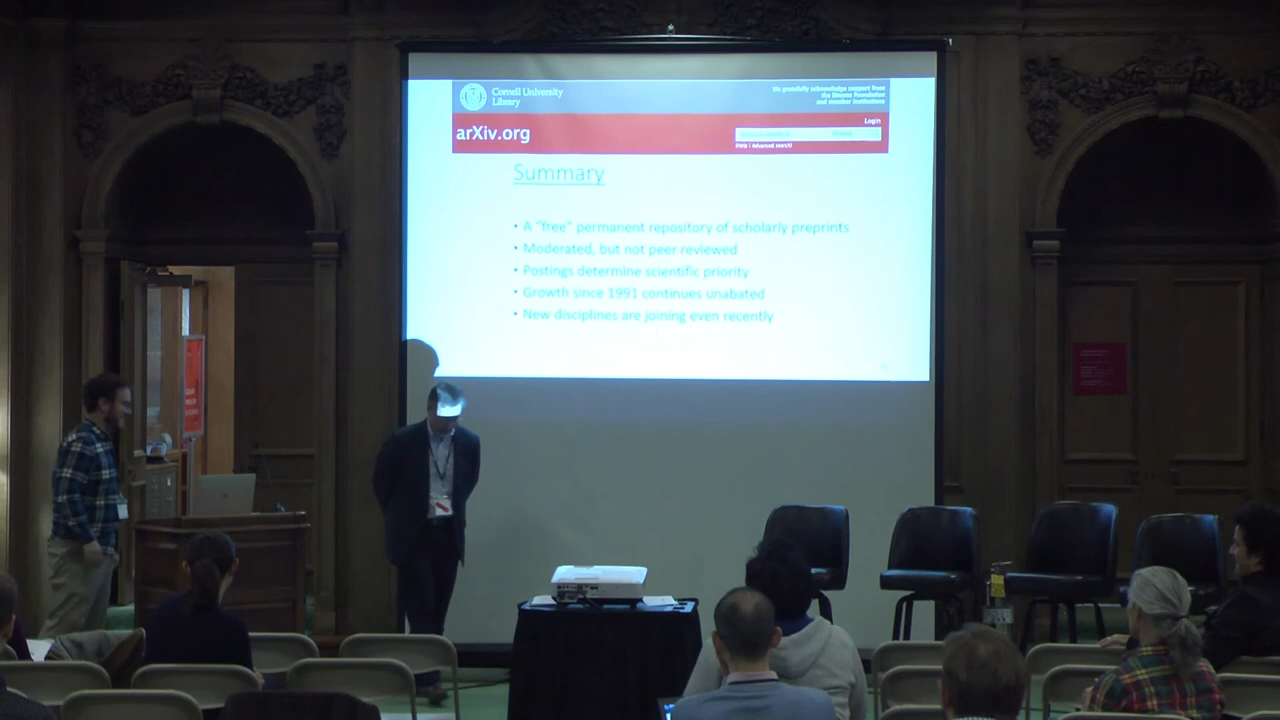 Cornell University
Library
We gratefully acknowledge support from
the Simons Foundation
and member institutions
arXiv.org
Login
Help | Advanced search
Summary
• A "free" permanent repository of scholarly preprints
• Moderated, but not peer reviewed
• Postings determine scientific priority
• Growth since 1991 continues unabated
• New disciplines are joining even recently